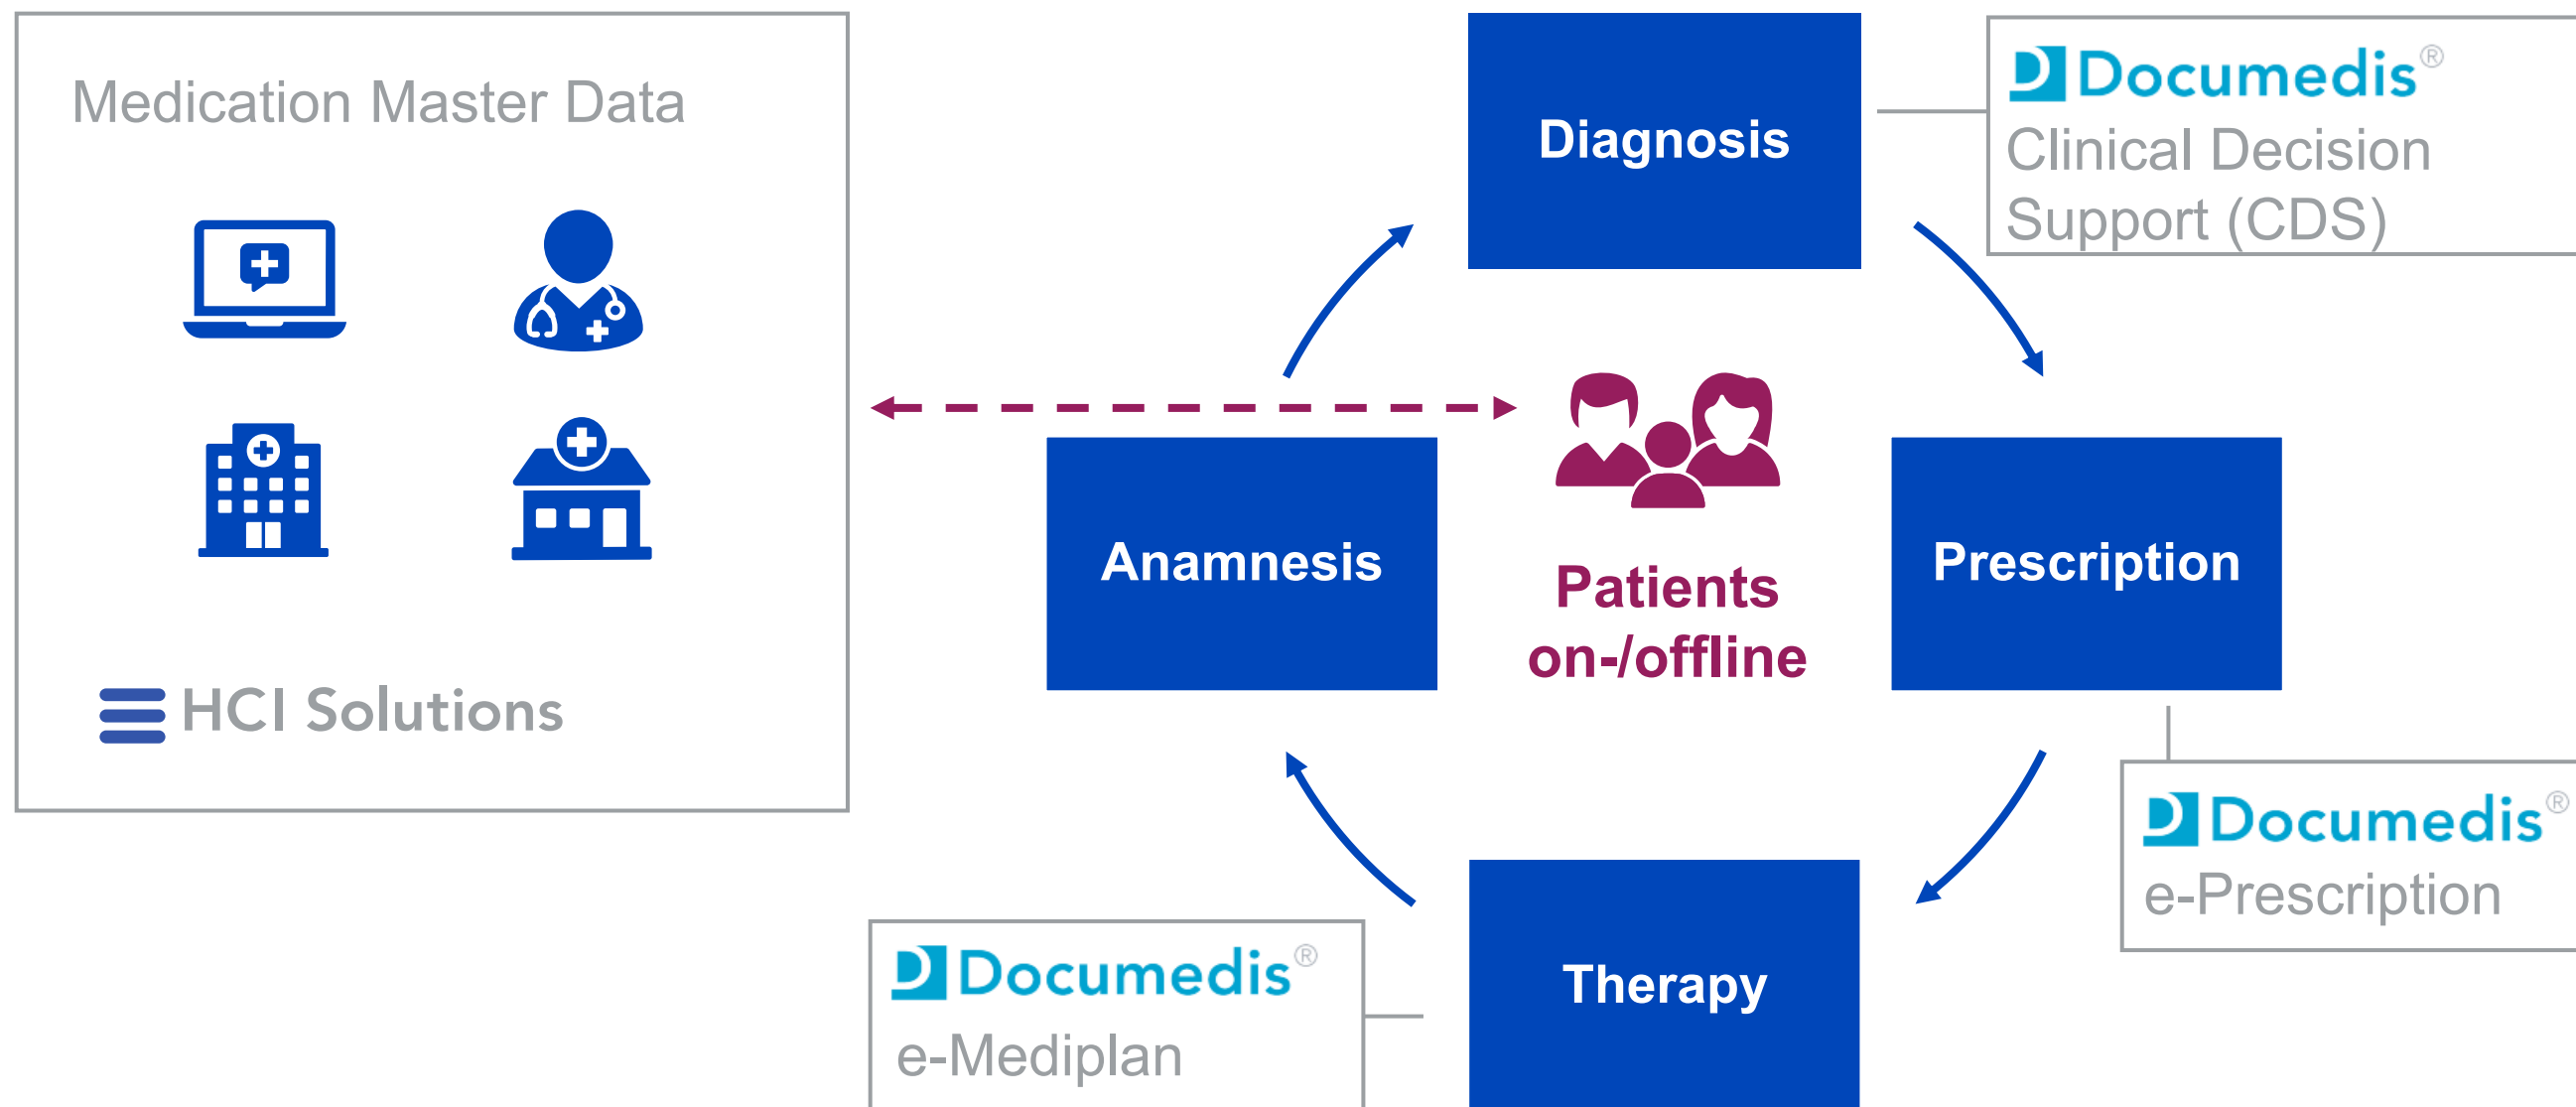 Medication Master Data
HCI Solutions
Diagnosis
Documedis®
Clinical Decision
Support (CDS)
Anamnesis
Patients
on-/offline
Prescription
Documedis®
e-Prescription
Therapy
Documedis®
e-Mediplan